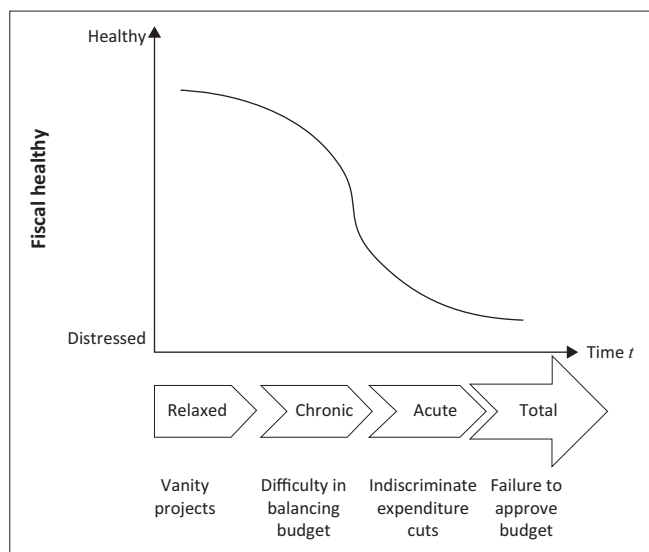 Healthy
Fiscal healthy
Distressed
Time t
Relaxed
Chronic
Acute
Total
Vanity
projects
Difficulty in
balancing
budget
Indiscriminate
expenditure
cuts
Failure to
approve
budget